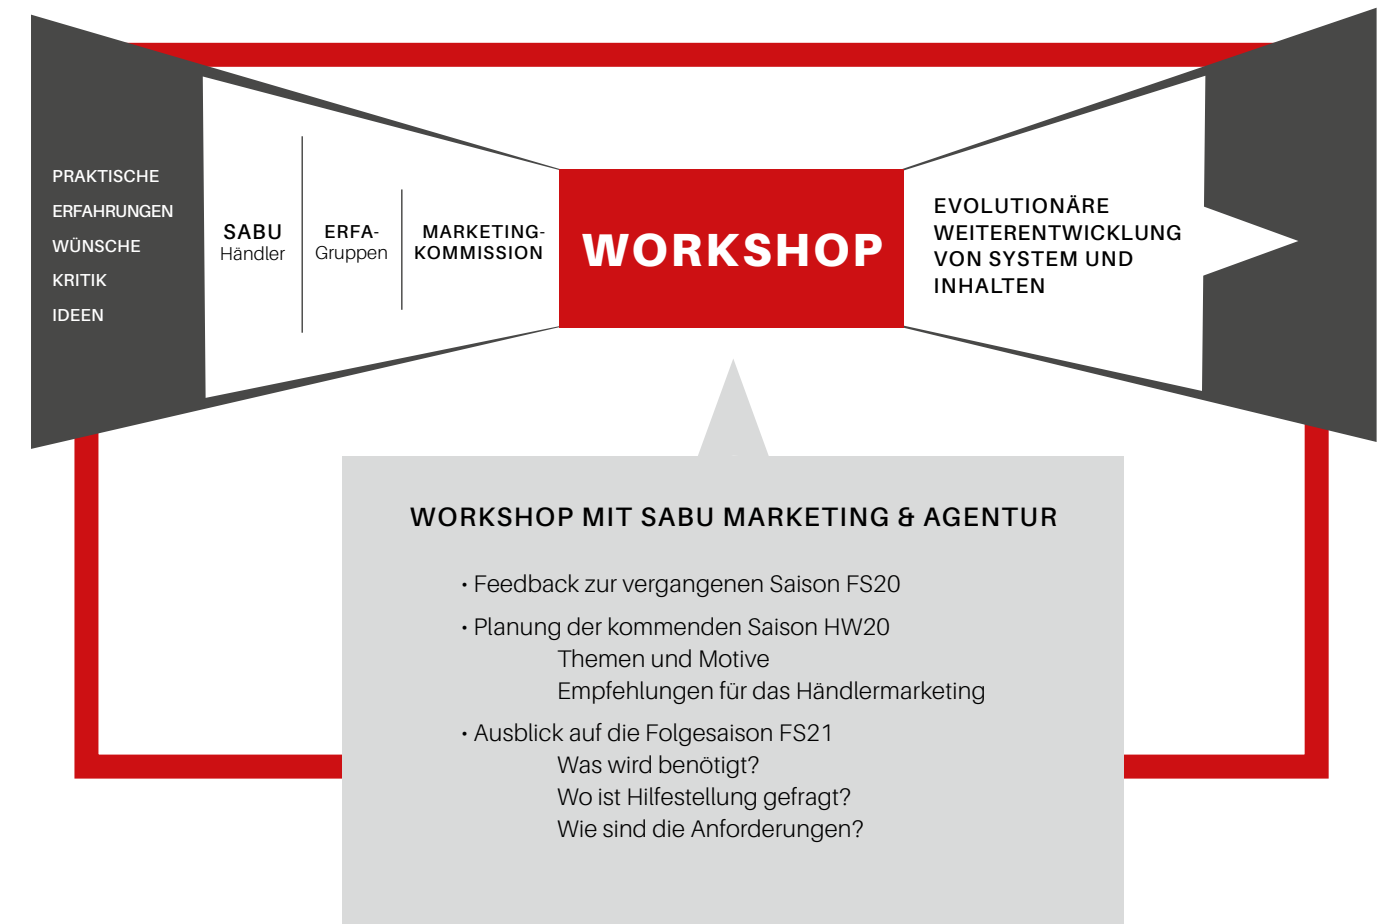 PRAKTISCHE
ERFAHRUNGEN
WÜNSCHE
KRITIK
IDEEN
SABU
Händler
ERFA-
Gruppen
MARKETING-
KOMMISSION
WORKSHOP
EVOLUTIONÄRE
WEITERENTWICKLUNG
VON SYSTEM UND
INHALTEN
WORKSHOP MIT SABU MARKETING & AGENTUR
• Feedback zur vergangenen Saison FS20
• Planung der kommenden Saison HW20
Themen und Motive
Empfehlungen für das Händlermarketing
• Ausblick auf die Folgesaison FS21
Was wird benötigt?
Wo ist Hilfestellung gefragt?
Wie sind die Anforderungen?